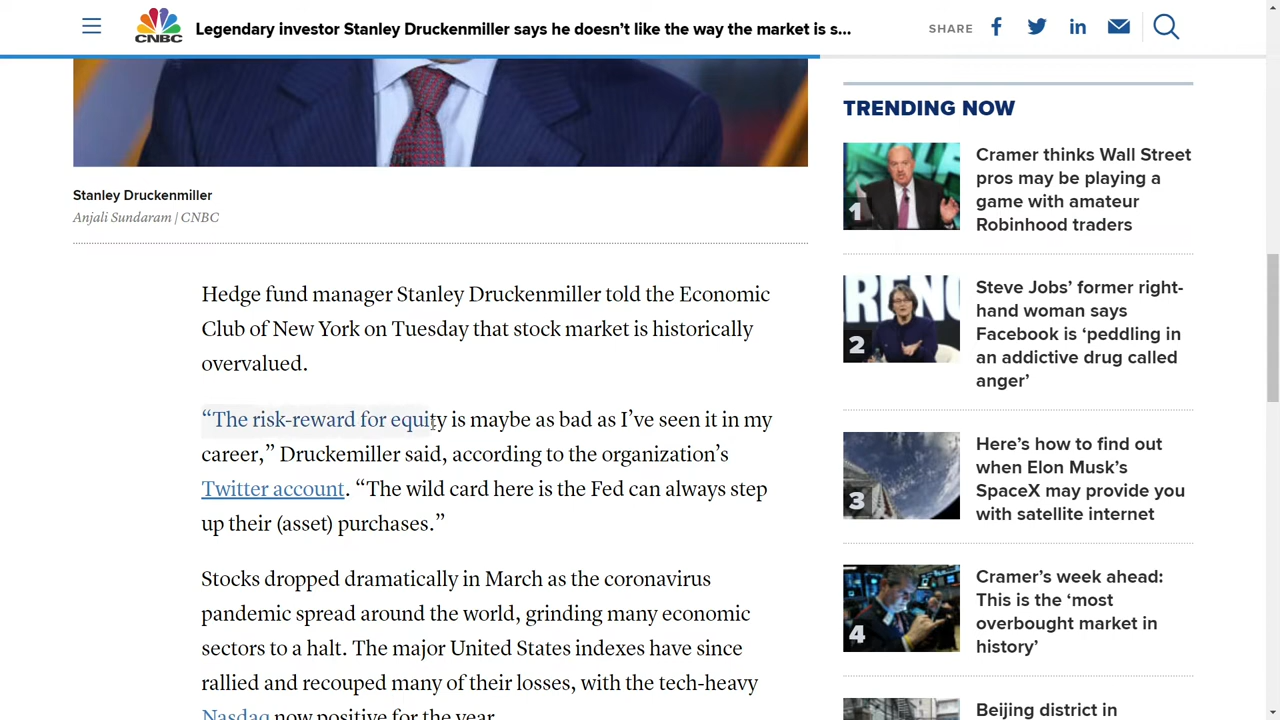 CNBC
Legendary investor Stanley Druckenmiller says he doesn’t like the way the market is s...
SHARE
Stanley Druckenmiller
Anjali Sundaram | CNBC
Hedge fund manager Stanley Druckenmiller told the Economic
Club of New York on Tuesday that stock market is historically
overvalued.
“The risk-reward for equity is maybe as bad as I’ve seen it in my
career,” Druckemiller said, according to the organization’s
Twitter account. “The wild card here is the Fed can always step
up their (asset) purchases.”
Stocks dropped dramatically in March as the coronavirus
pandemic spread around the world, grinding many economic
sectors to a halt. The major United States indexes have since
rallied and recouped many of their losses, with the tech-heavy
Nasdaq now positive for the year.
TRENDING NOW
1
Cramer thinks Wall Street
pros may be playing a
game with amateur
Robinhood traders
2
Steve Jobs’ former right-
hand woman says
Facebook is ‘peddling in
an addictive drug called
anger’
3
Here’s how to find out
when Elon Musk’s
SpaceX may provide you
with satellite internet
4
Cramer’s week ahead:
This is the ‘most
overbought market in
history’
Beijing district in